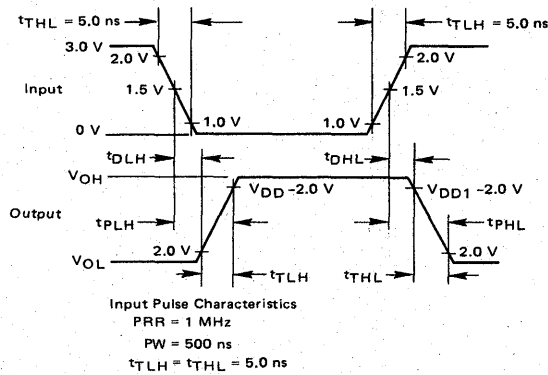 tTHL = 5.0 ns
tTLH = 5.0 ns
3.0 V
2.0 V
2.0 V
Input
1.5 V
1.5 V
1.0 V
1.0 V
0 V
tDLH
tDHL
VOH
VDD -2.0 V
VDD1 -2.0 V
Output
tPLH
tPHL
2.0 V
2.0 V
VOL
tTLH
tTHL
Input Pulse Characteristics
PRR = 1 MHz
PW = 500 ns
tTLH = tTHL = 5.0 ns